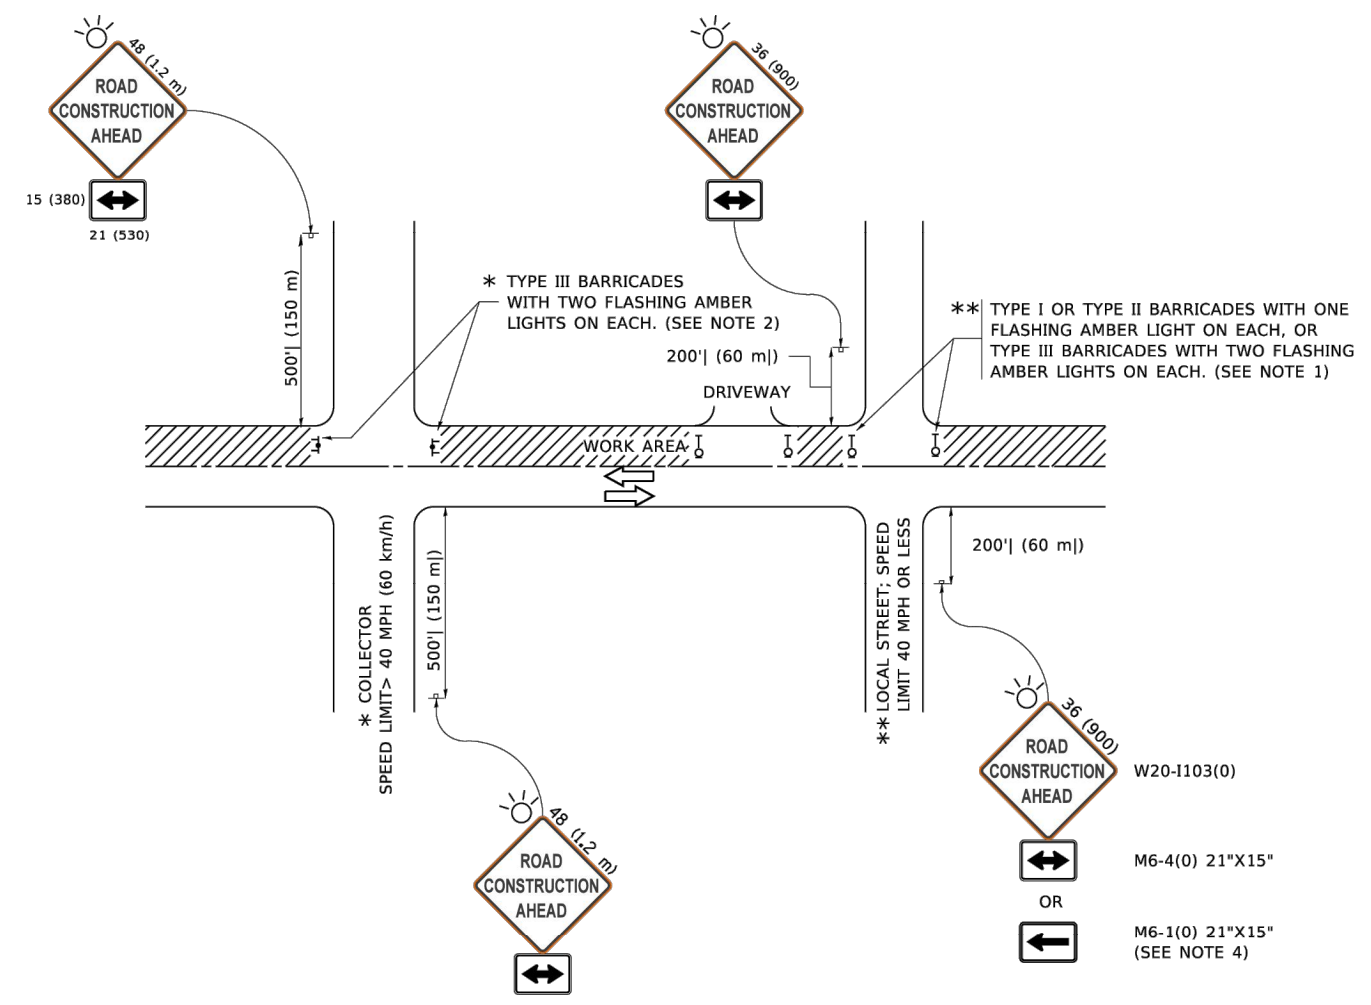 48 (1.2 m)
ROAD
CONSTRUCTION
AHEAD
15 (380)
21 (530)
36 (900)
ROAD
CONSTRUCTION
AHEAD
500'| (150 m)
* TYPE III BARRICADES
WITH TWO FLASHING AMBER
LIGHTS ON EACH. (SEE NOTE 2)
** TYPE I OR TYPE II BARRICADES WITH ONE
FLASHING AMBER LIGHT ON EACH, OR
TYPE III BARRICADES WITH TWO FLASHING
AMBER LIGHTS ON EACH. (SEE NOTE 1)
200'| (60 m|)
DRIVEWAY
WORK AREA
* COLLECTOR
SPEED LIMIT> 40 MPH (60 km/h)
500'| (150 m|)
** LOCAL STREET; SPEED
LIMIT 40 MPH OR LESS
200'| (60 m|)
48 (1.2 m)
ROAD
CONSTRUCTION
AHEAD
36 (900)
ROAD
CONSTRUCTION
AHEAD
W20-I103(0)
M6-4(0) 21"X15"
OR
M6-1(0) 21"X15"
(SEE NOTE 4)